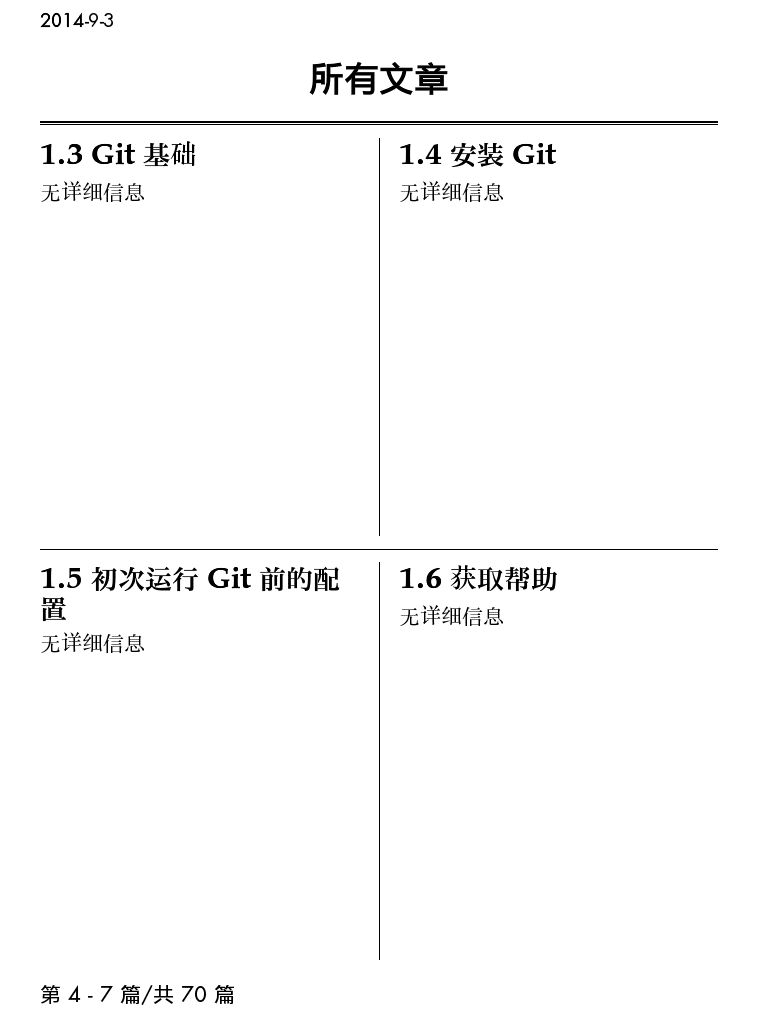 2014-9-3
所有文章
1.3 Git 基础
无详细信息
1.4 安装 Git
无详细信息
1.5 初次运行 Git 前的配
置
无详细信息
1.6 获取帮助
无详细信息
第 4 - 7 篇/共 70 篇